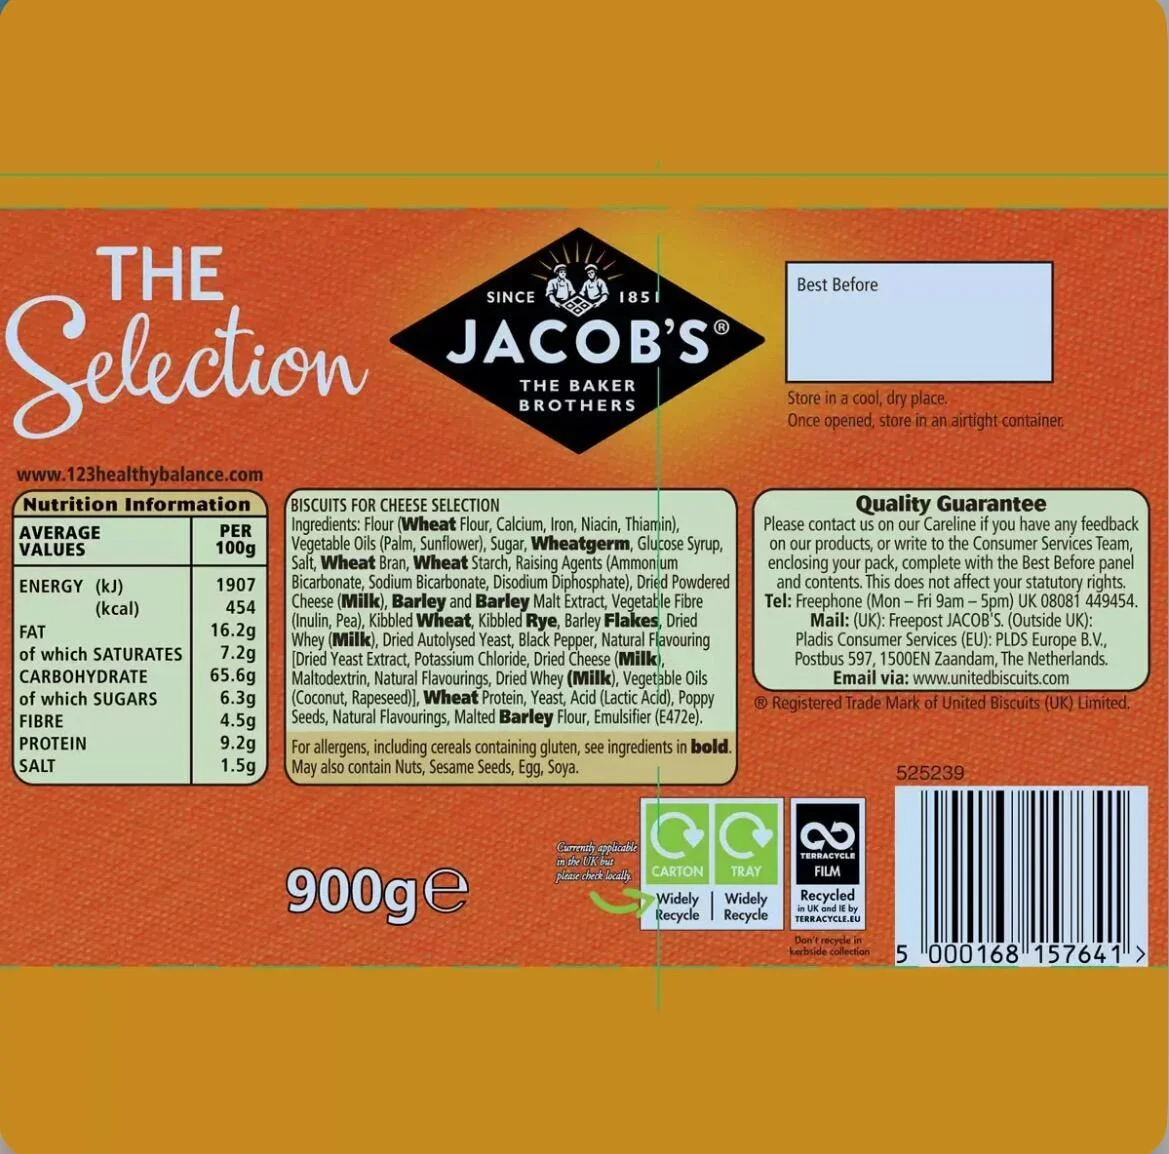 THE
Selection
SINCE 1851
JACOB'S®
THE BAKER
BROTHERS
Best Before
Store in a cool, dry place.
Once opened, store in an airtight container.
www.123healthybalance.com
Nutrition Information
AVERAGE VALUES PER 100g
ENERGY (kJ) 1907
(kcal) 454
FAT 16.2g
of which SATURATES 7.2g
CARBOHYDRATE 65.6g
of which SUGARS 6.3g
FIBRE 4.5g
PROTEIN 9.2g
SALT 1.5g
BISCUITS FOR CHEESE SELECTION
Ingredients: Flour (Wheat Flour, Calcium, Iron, Niacin, Thiamin),
Vegetable Oils (Palm, Sunflower), Sugar, Wheatgerm, Glucose Syrup,
Salt, Wheat Bran, Wheat Starch, Raising Agents (Ammonium
Bicarbonate, Sodium Bicarbonate, Disodium Diphosphate), Dried Powdered
Cheese (Milk), Barley and Barley Malt Extract, Vegetable Fibre
(Inulin, Pea), Kibbled Wheat, Kibbled Rye, Barley Flakes, Dried
Whey (Milk), Dried Autolysed Yeast, Black Pepper, Natural Flavouring
[Dried Yeast Extract, Potassium Chloride, Dried Cheese (Milk),
Maltodextrin, Natural Flavourings, Dried Whey (Milk), Vegetable Oils
(Coconut, Rapeseed)], Wheat Protein, Yeast, Acid (Lactic Acid), Poppy
Seeds, Natural Flavourings, Malted Barley Flour, Emulsifier (E472e).
For allergens, including cereals containing gluten, see ingredients in bold.
May also contain Nuts, Sesame Seeds, Egg, Soya.
Quality Guarantee
Please contact us on our Careline if you have any feedback
on our products, or write to the Consumer Services Team,
enclosing your pack, complete with the Best Before panel
and contents. This does not affect your statutory rights.
Tel: Freephone (Mon – Fri 9am – 5pm) UK 08081 449454.
Mail: (UK): Freepost JACOB'S. (Outside UK):
Pladis Consumer Services (EU): PLDS Europe B.V.,
Postbus 597, 1500EN Zaandam, The Netherlands.
Email via: www.unitedbiscuits.com
® Registered Trade Mark of United Biscuits (UK) Limited.
900g℮
Currently applicable
in the UK but
please check locally.
CARTON
Widely
Recycle
TRAY
Widely
Recycle
TERRACYCLE
FILM
Recycled
in UK and IE by
TERRACYCLE.EU
Don't recycle in
kerbside collection
525239
5 000168 157641 >